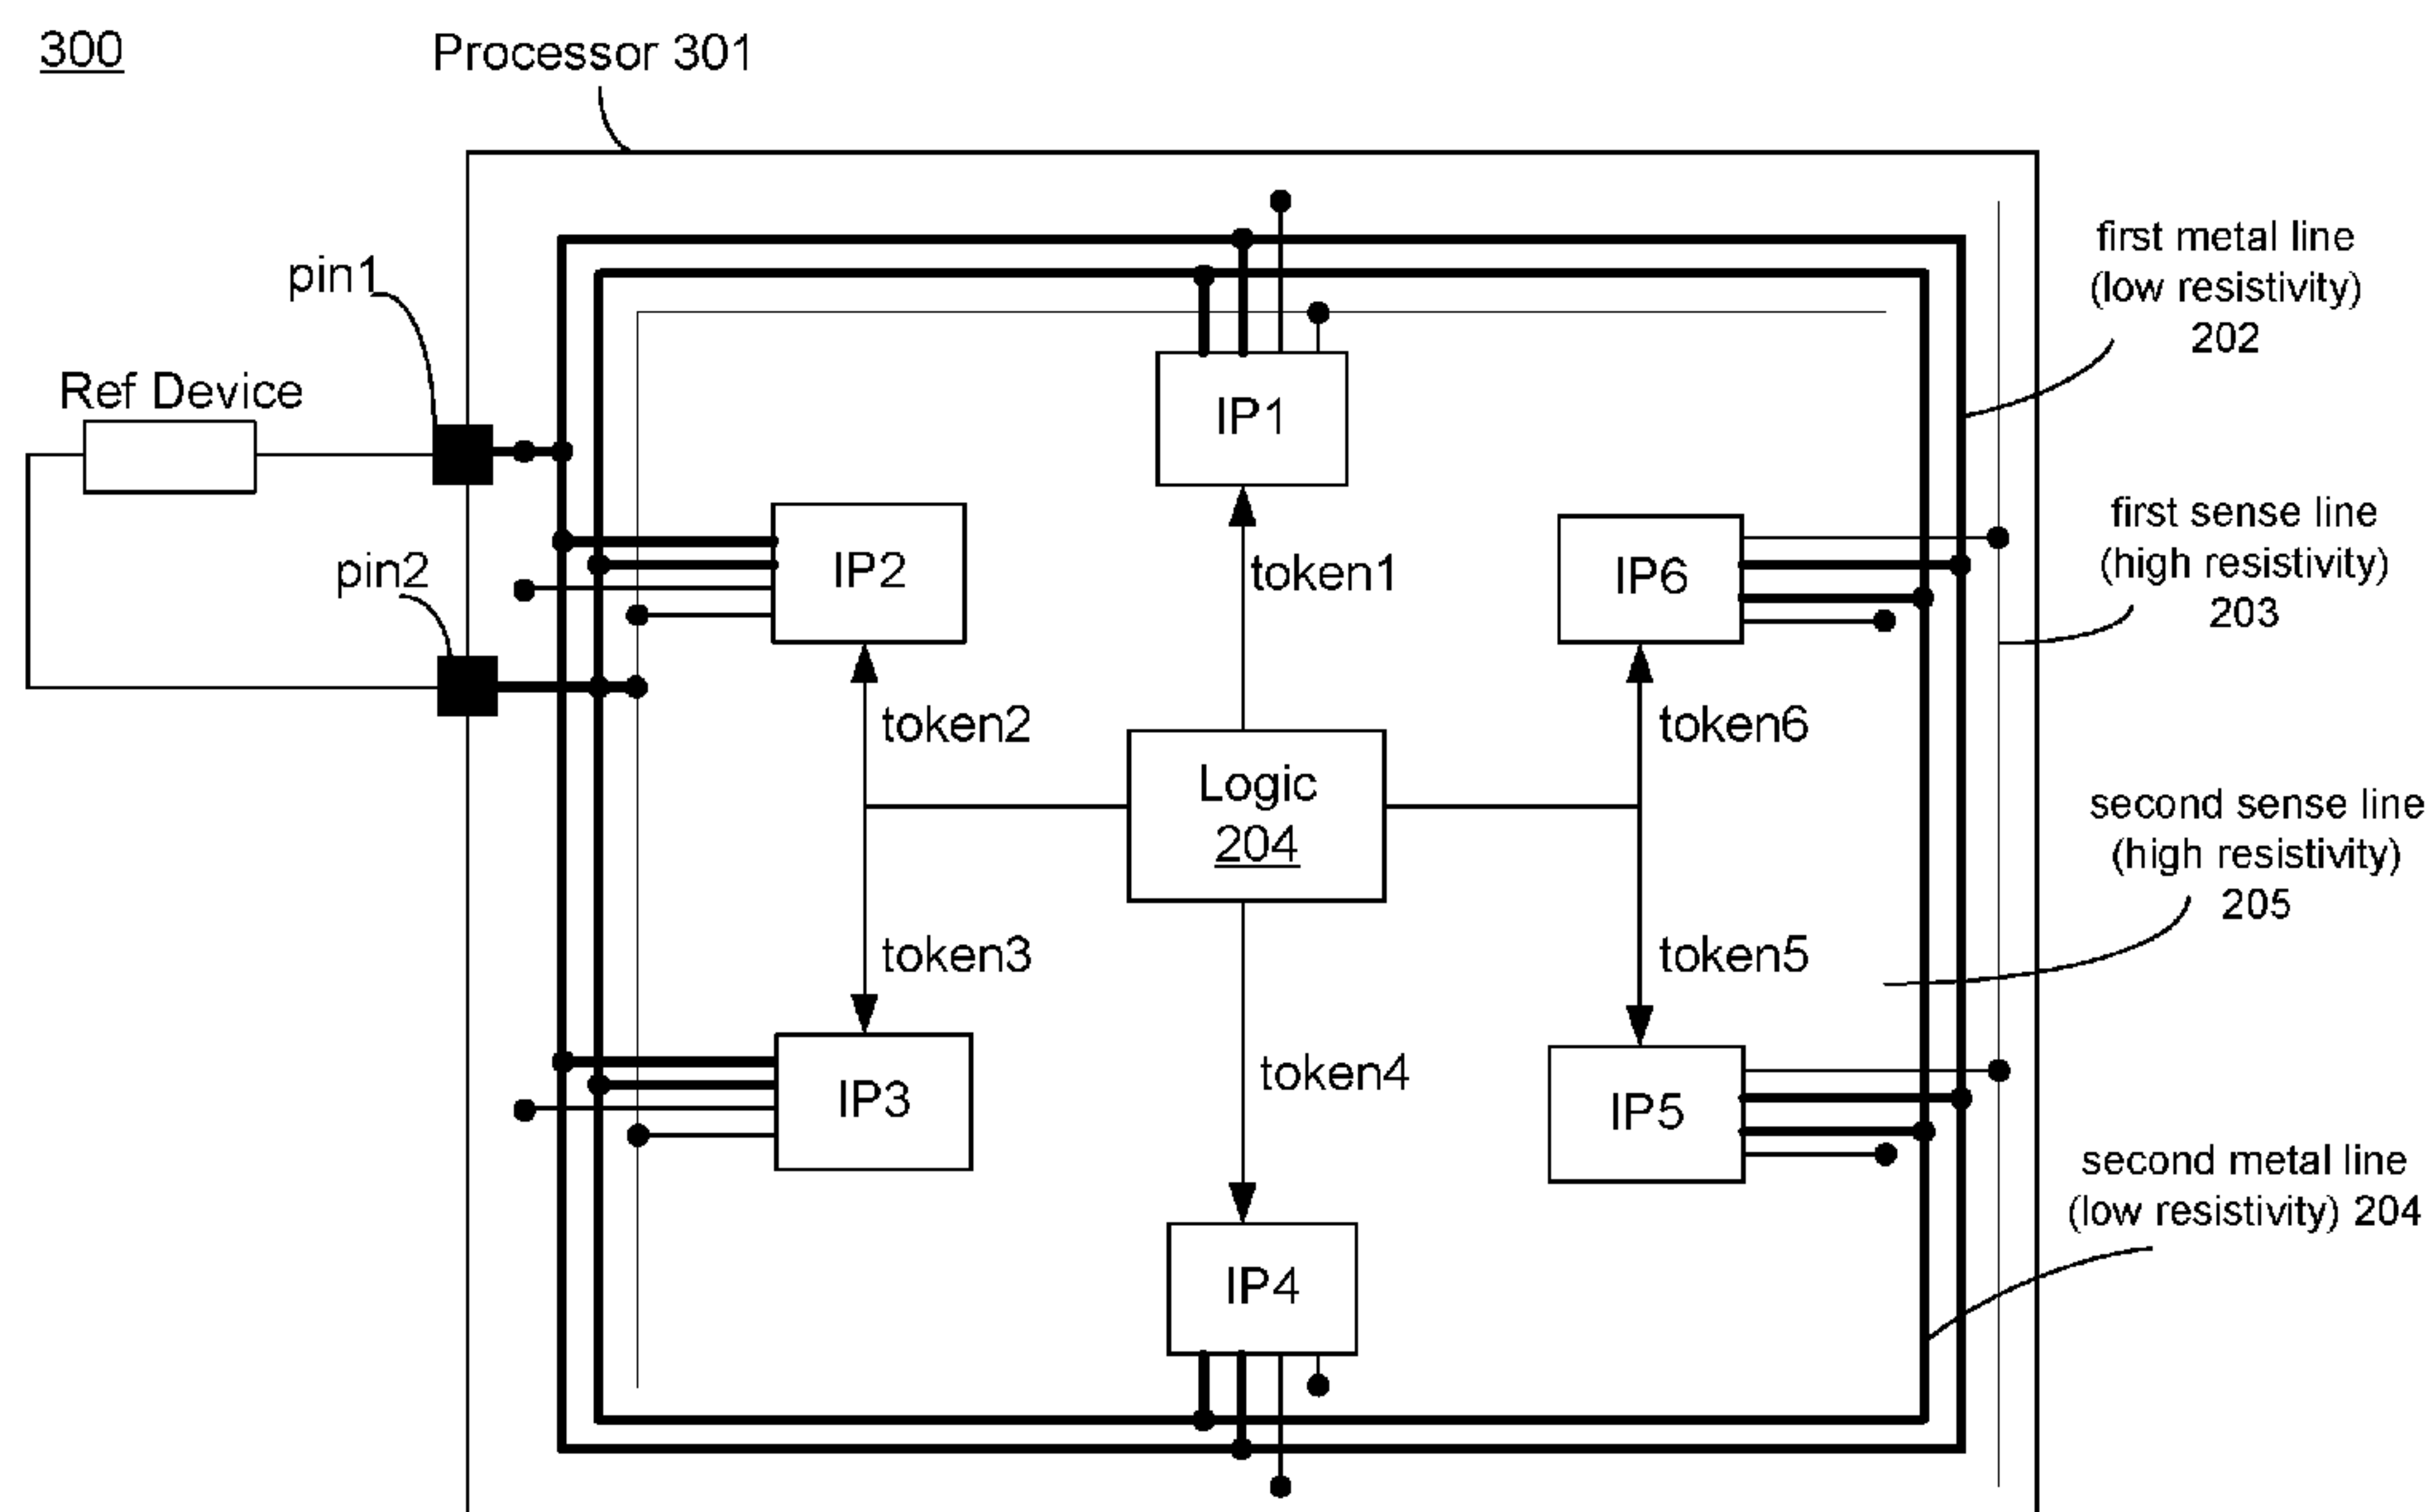 300
Processor 301
first metal line
(low resistivity)
202
pin1
Ref Device
IP1
first sense line
(high resistivity)
203
pin2
IP2
token1
IP6
token2
token6
Logic
204
second sense line
(high resistivity)
205
token3
token5
token4
IP3
IP5
second metal line
(low resistivity) 204
IP4